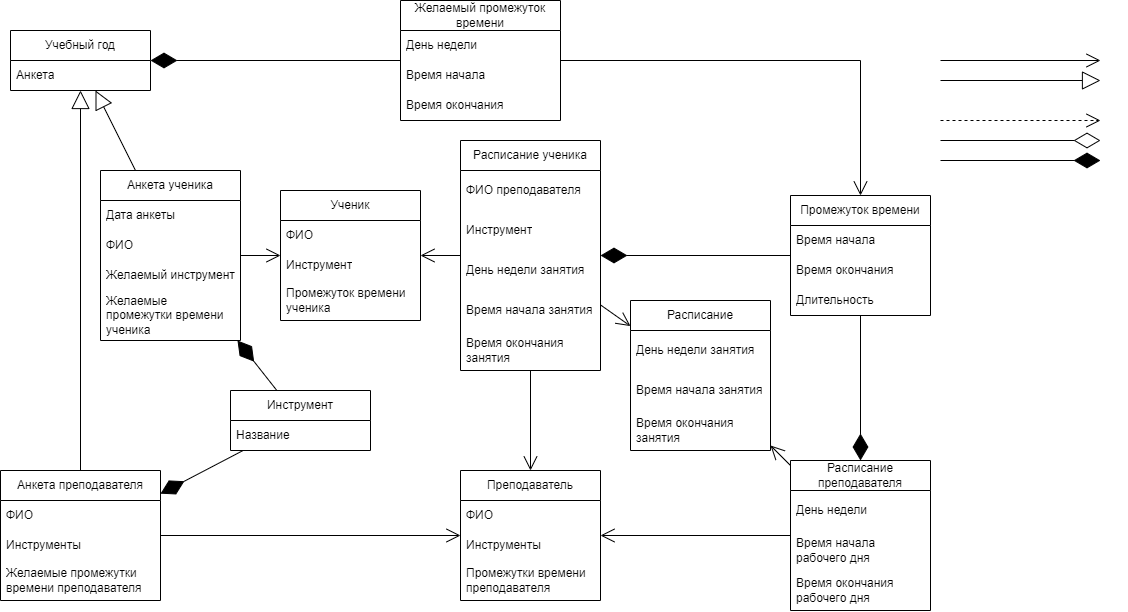 Желаемый промежуток
времени
День недели
Время начала
Время окончания
Учебный год
Анкета
Расписание ученика
ФИО преподавателя
Инструмент
День недели занятия
Время начала занятия
Время окончания
занятия
Анкета ученика
Дата анкеты
ФИО
Желаемый инструмент
Желаемые
промежутки времени
ученика
Ученик
ФИО
Инструмент
Промежуток времени
ученика
Промежуток времени
Время начала
Время окончания
Длительность
Расписание
День недели занятия
Время начала занятия
Время окончания
занятия
Инструмент
Название
Анкета преподавателя
ФИО
Инструменты
Желаемые промежутки
времени преподавателя
Преподаватель
ФИО
Инструменты
Промежутки времени
преподавателя
Расписание
преподавателя
День недели
Время начала
рабочего дня
Время окончания
рабочего дня